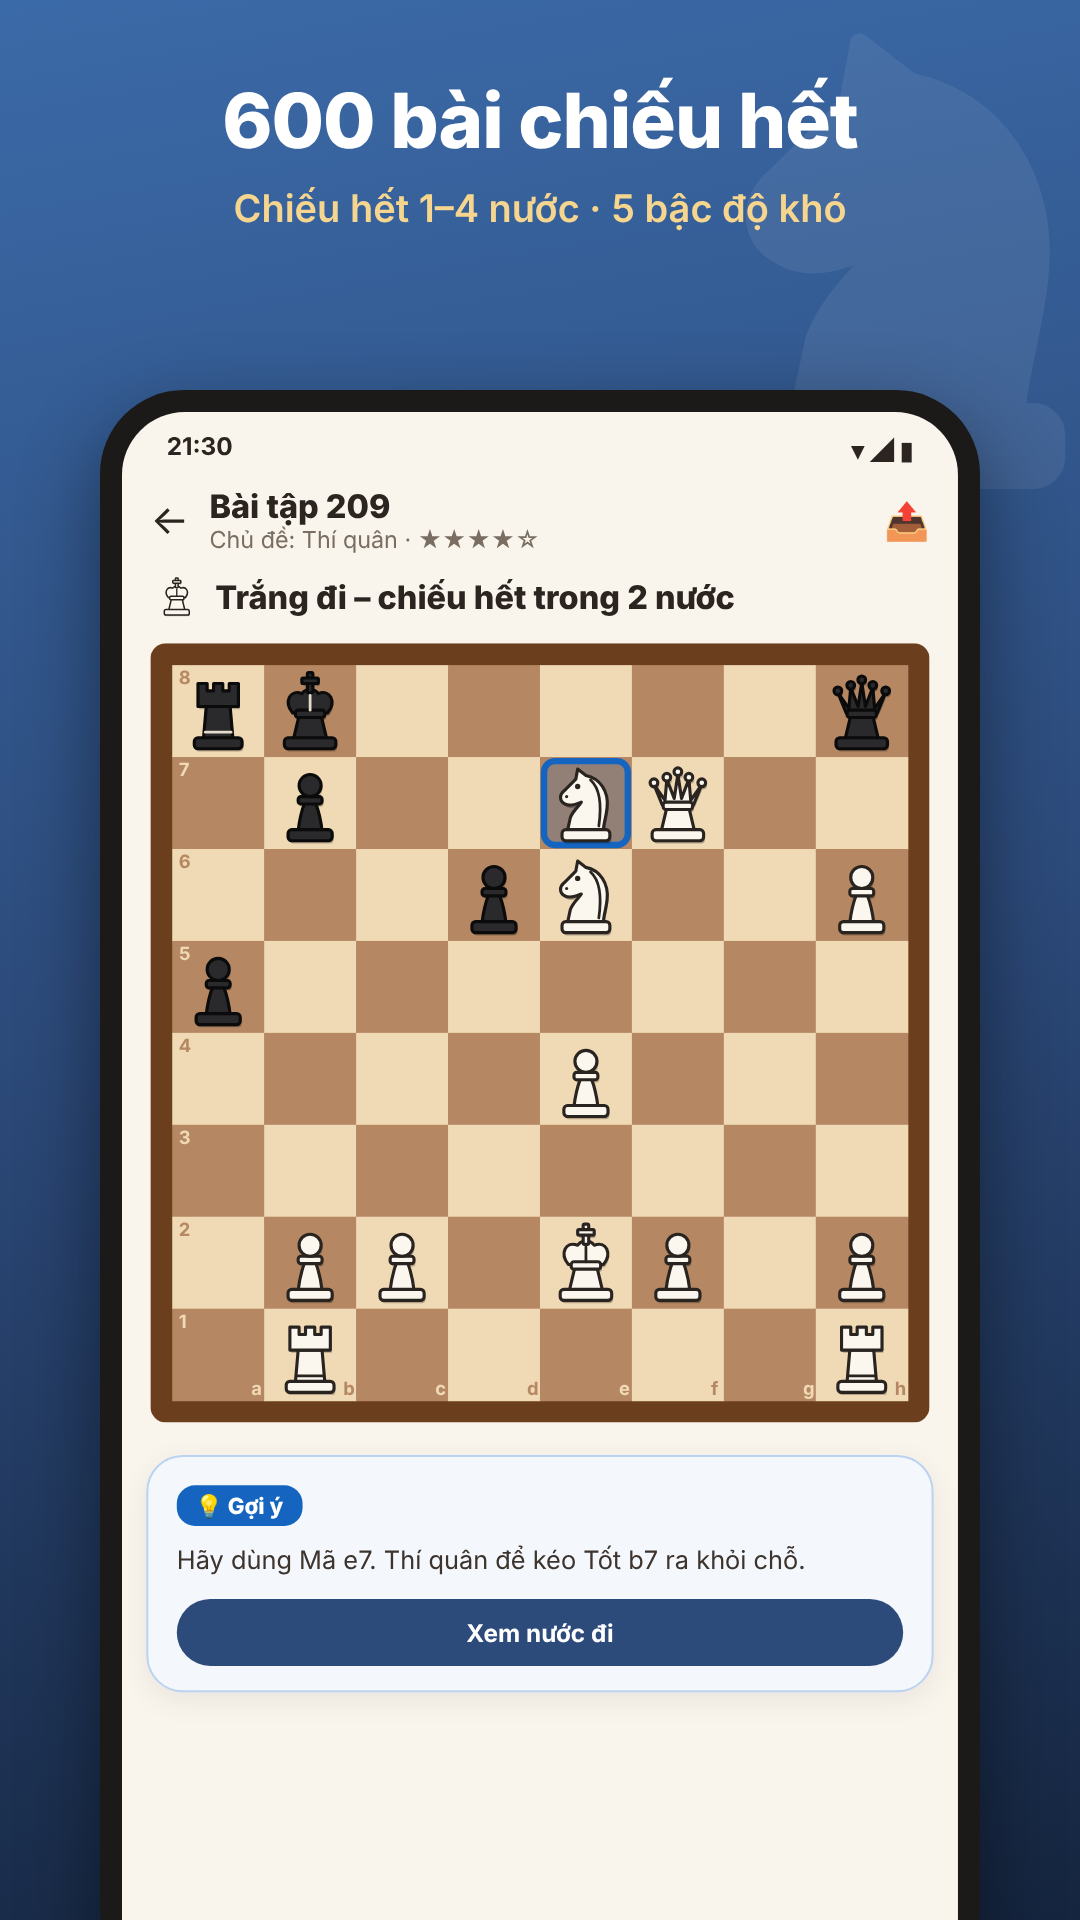 600 bài chiếu hết
Chiếu hết 1–4 nước · 5 bậc độ khó
21:30
Bài tập 209
Chủ đề: Thí quân · ★★★★☆
Trắng đi – chiếu hết trong 2 nước
8
7
6
5
4
3
2
1
a b c d e f g h
💡 Gợi ý
Hãy dùng Mã e7. Thí quân để kéo Tốt b7 ra khỏi chỗ.
Xem nước đi